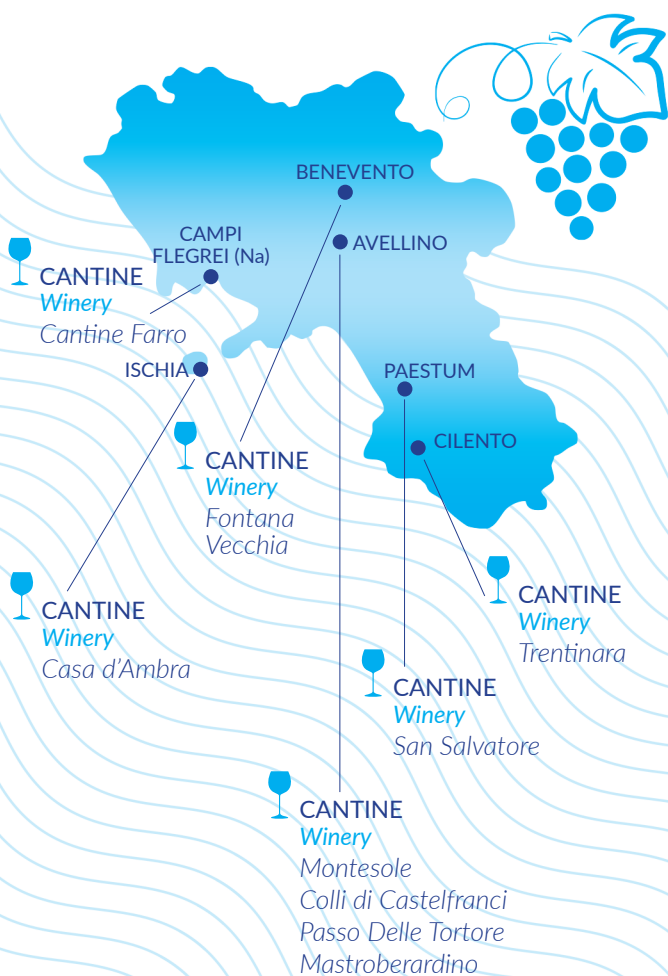 BENEVENTO
AVELLINO
CAMPI
FLEGREI (Na)
CANTINE
Winery
Cantine Farro
ISCHIA
PAESTUM
CILENTO
CANTINE
Winery
Fontana
Vecchia
CANTINE
Winery
Casa d'Ambra
CANTINE
Winery
Trentinara
CANTINE
Winery
San Salvatore
CANTINE
Winery
Montesole
Colli di Castelfranci
Passo Delle Tortore
Mastroberardino